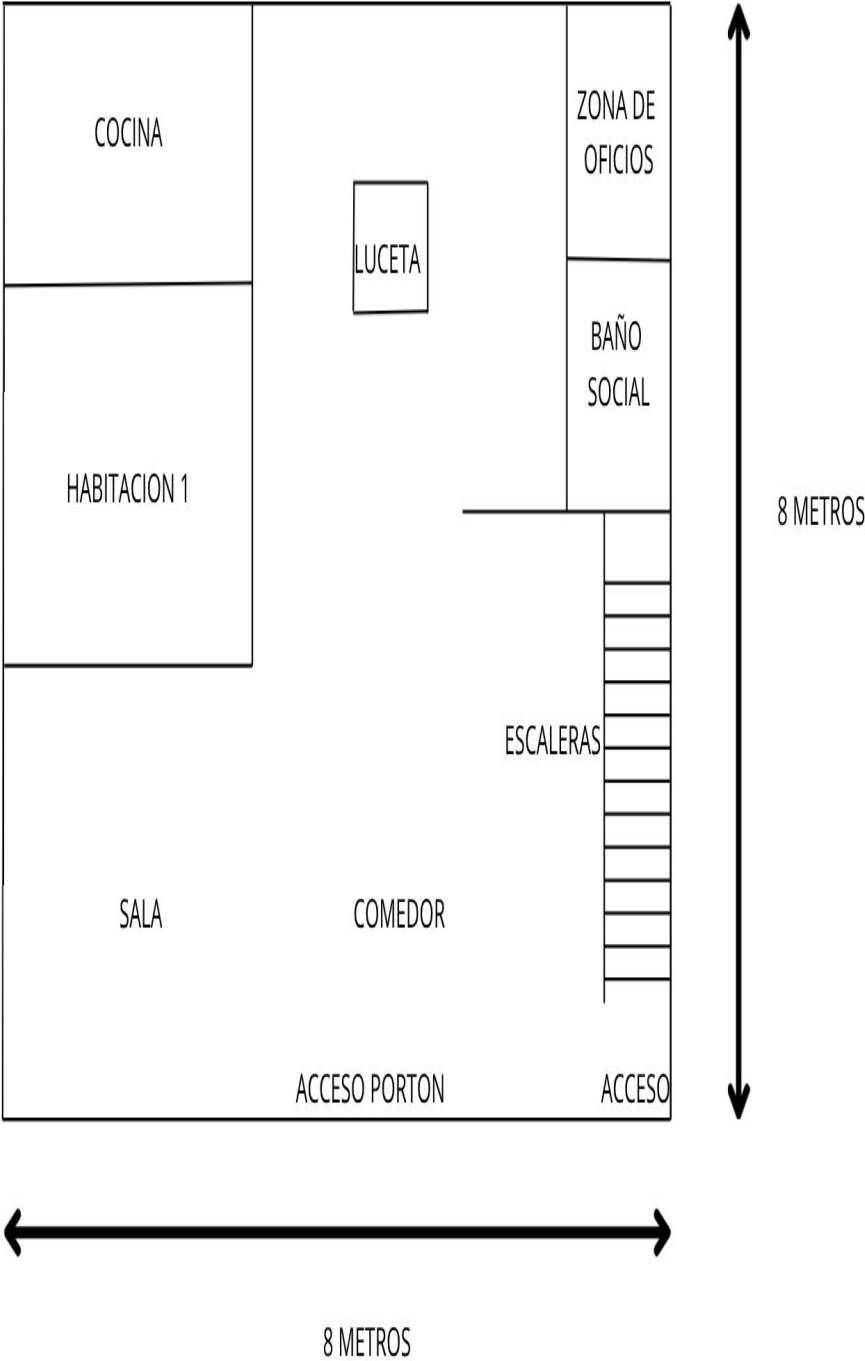 COCINA
ZONA DE
OFICIOS
LUCETA
BAÑO
SOCIAL
HABITACION 1
8 METROS
ESCALERAS
SALA
COMEDOR
ACCESO PORTON
ACCESO
8 METROS